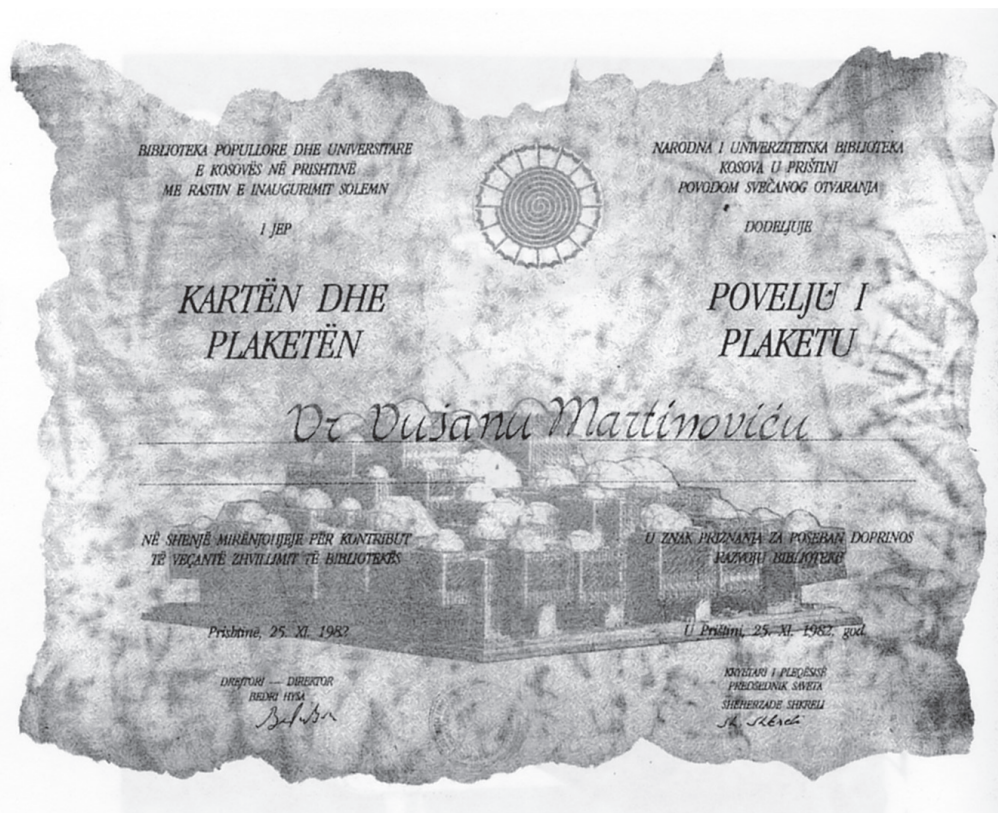 BIBLIOTEKA POPULLORE DHE UNIVERSITARE
E KOSOVËS NË PRISHTINË
ME RASTIN E INAUGURIMIT SOLEMN
I JEP
KARTËN DHE
PLAKETËN
NARODNA I UNIVERZITETSKA BIBLIOTEKA
KOSOVA U PRIŠTINI
POVODOM SVEČANOG OTVARANJA
DODELJUJE
POVELJU I
PLAKETU
Dr Dušanu Martinoviću
NË SHENJË MIRËNJOHJEJE PËR KONTRIBUT
TË VEÇANTË ZHVILLIMIT TË BIBLIOTEKËS
Prishtinë, 25. XI. 1982
DREJTORI — DIREKTOR
BEDRI HYSA
U ZNAK PRIZNANJA ZA POSEBAN DOPRINOS
RAZVOJU BIBLIOTEKE
U Prištini, 25. XI. 1982. god.
KRYETARI I PLEQËSISË
PREDSEDNIK SAVETA
SHEHERZADE SHKRELI